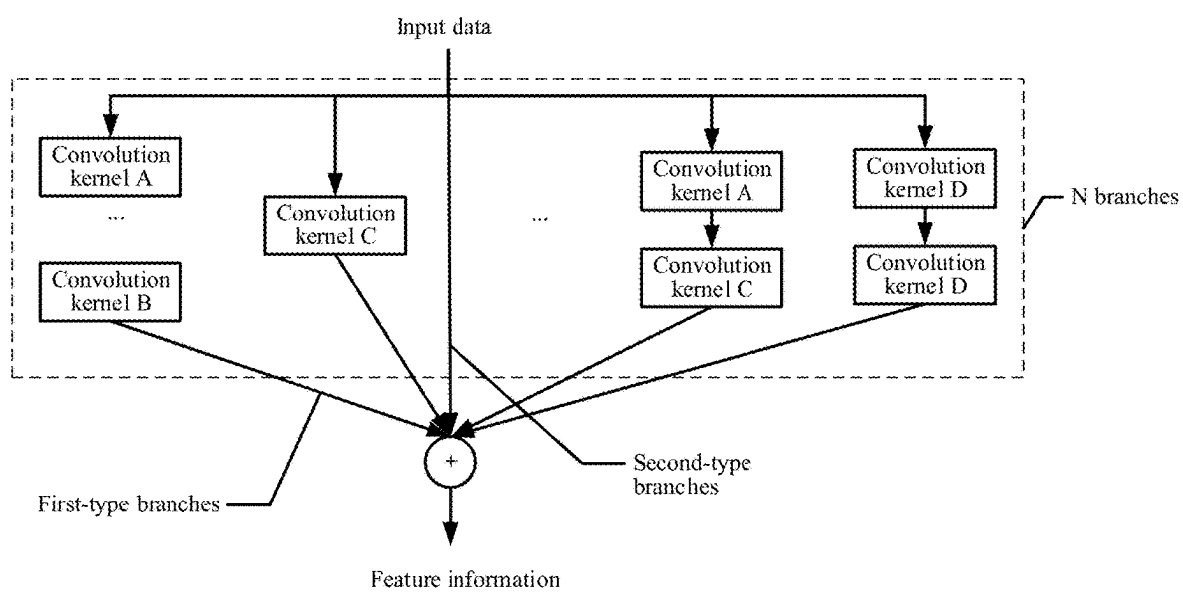 Input data
Convolution
kernel A
...
Convolution
kernel B
Convolution
kernel C
...
Convolution
kernel A
Convolution
kernel C
Convolution
kernel D
Convolution
kernel D
N branches
+
First-type branches
Second-type
branches
Feature information